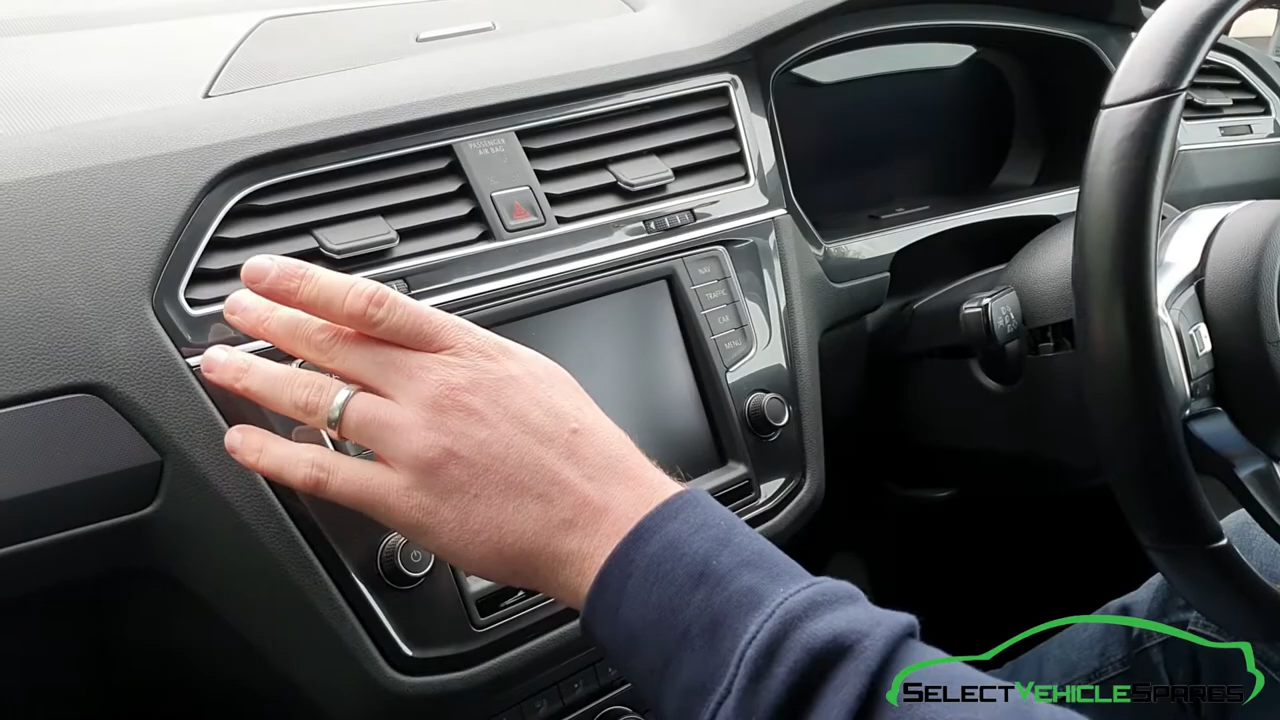 PASSENGER
AIR BAG
NAV
TRAFFIC
CAR
MENU
SELECTVEHICLESPARES